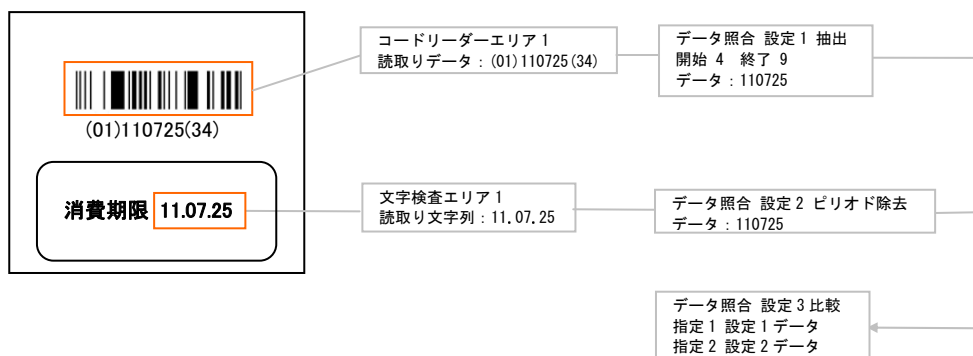 (01)110725(34)
消費期限 11.07.25
コードリーダーエリア1
読取りデータ：(01)110725(34)
データ照合 設定1 抽出
開始 4 終了 9
データ：110725
文字検査エリア1
読取り文字列：11.07.25
データ照合 設定2 ピリオド除去
データ：110725
データ照合 設定3比較
指定1 設定1データ
指定2 設定2データ